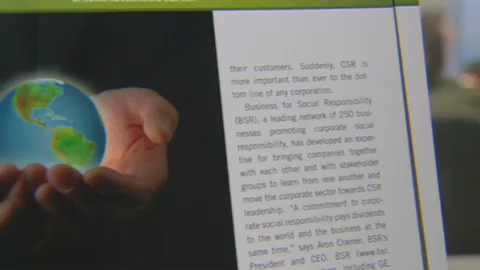 their customers. Suddenly, CSR is
more important than ever to the bot-
tom line of any corporation.
Business for Social Responsibility
(BSR), a leading network of 250 busi-
nesses promoting corporate social
responsibility, has developed an exper-
tise for bringing companies together
with each other and with stakeholder
groups to learn from one another and
move the corporate sector towards CSR
leadership. "A commitment to corpo-
rate social responsibility pays dividends
to the world and the business at the
same time," says Aron Cramer, BSR's
President and CEO. BSR (www.bsr.
including GE,